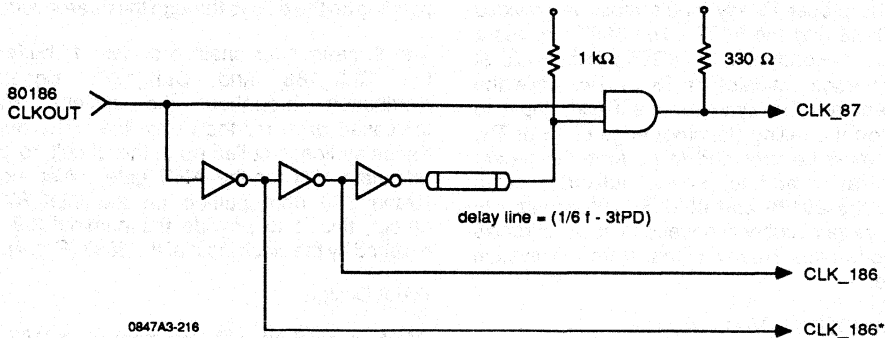 1 kΩ
330 Ω
80186
CLKOUT
CLK_87
delay line = (1/6 f - 3tPD)
CLK_186
0847A3-216
CLK_186*